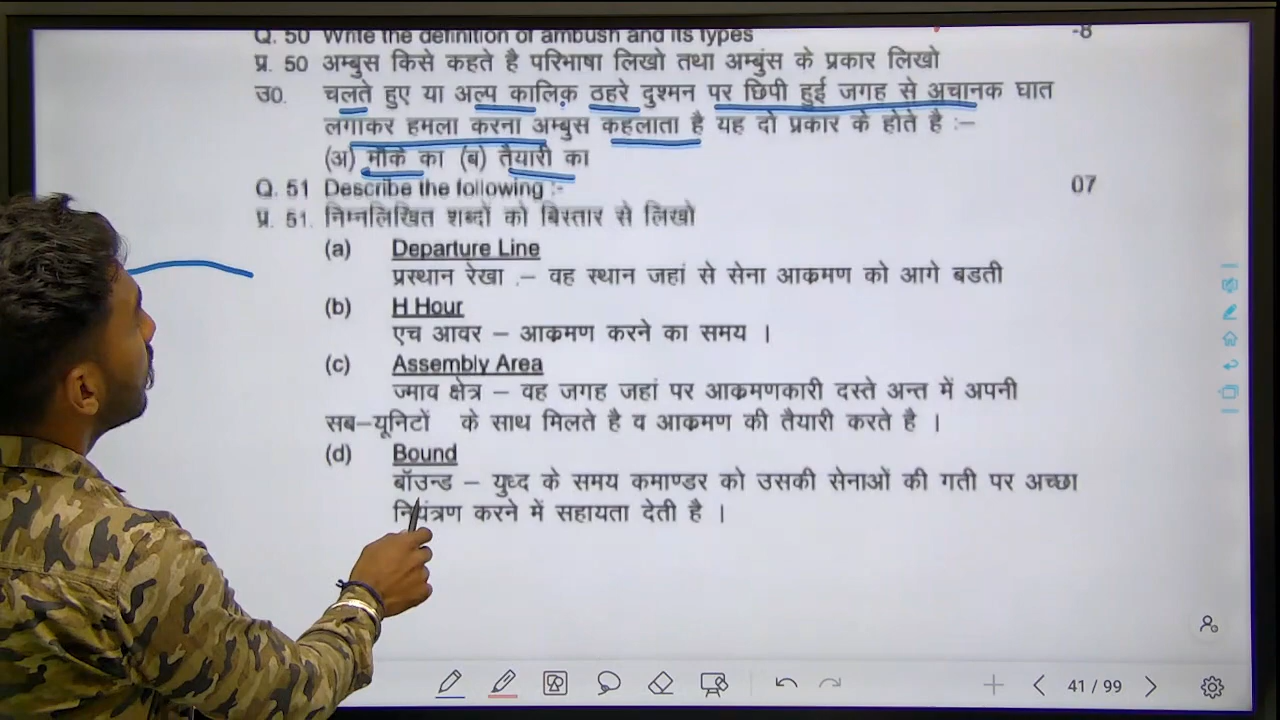 Q. 50 Write the definition of ambush and its types -8
प्र. 50 अम्बुस किसे कहते है परिभाषा लिखो तथा अम्बुंस के प्रकार लिखो
उ0. चलते हुए या अल्प कालिक़ ठहरे दुश्मन पर छिपी हुई जगह से अचानक घात
लगाकर हमला करना अम्बुस कहलाता है यह दो प्रकार के होते है :–
(अ) मौके का (ब) तैयारी का
Q. 51 Describe the following :- 07
प्र. 51. निम्नलिखित शब्दों को बिस्तार से लिखो
(a) Departure Line
प्रस्थान रेखा .– वह स्थान जहां से सेना आक्रमण को आगे बडती
(b) H Hour
एच आवर – आक्रमण करने का समय ।
(c) Assembly Area
ज्माव क्षेत्र – वह जगह जहां पर आक्रमणकारी दस्ते अन्त में अपनी
सब–यूनिटों के साथ मिलते है व आक्रमण की तैयारी करते है ।
(d) Bound
बॉउन्ड – युध्द के समय कमाण्डर को उसकी सेनाओं की गती पर अच्छा
नियंत्रण करने में सहायता देती है ।
41 / 99